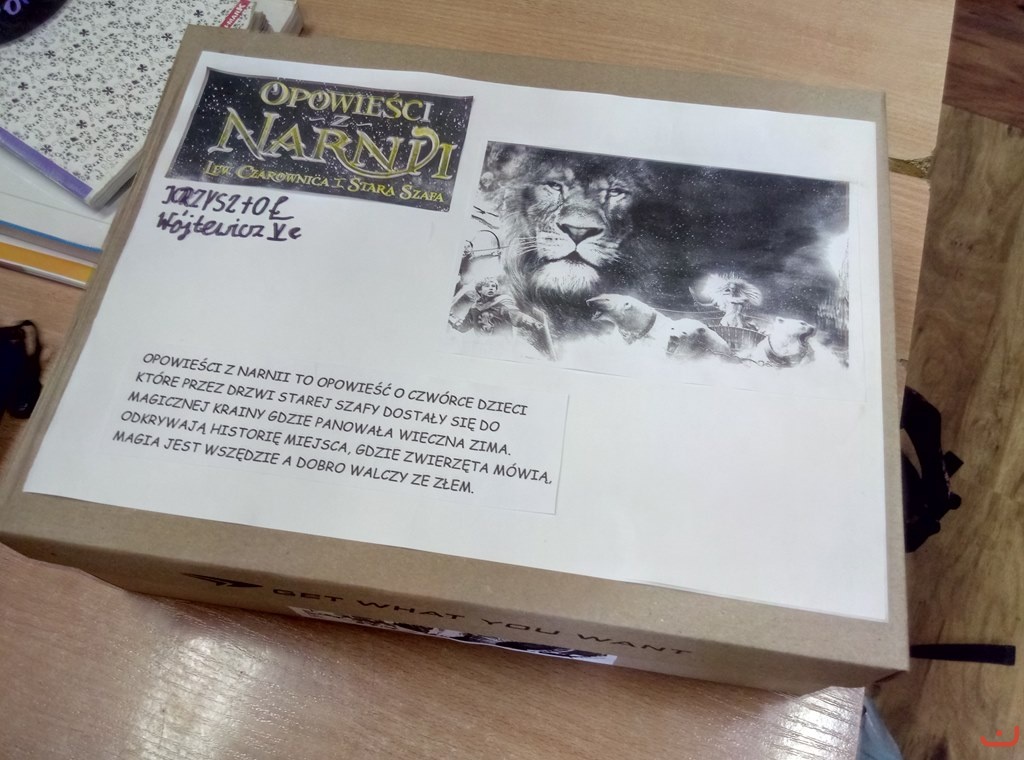 OPOWIEŚCI
Z
NARNII
LEW, CZAROWNICA I STARA SZAFA
KRZYSZTOF
Wójtewicz Vc
OPOWIEŚCI Z NARNII TO OPOWIEŚĆ O CZWÓRCE DZIECI
KTÓRE PRZEZ DRZWI STAREJ SZAFY DOSTAŁY SIĘ DO
MAGICZNEJ KRAINY GDZIE PANOWAŁA WIECZNA ZIMA.
ODKRYWAJĄ HISTORIĘ MIEJSCA, GDZIE ZWIERZĘTA MÓWIĄ,
MAGIA JEST WSZĘDZIE A DOBRO WALCZY ZE ZŁEM.
GET WHAT YOU WANT